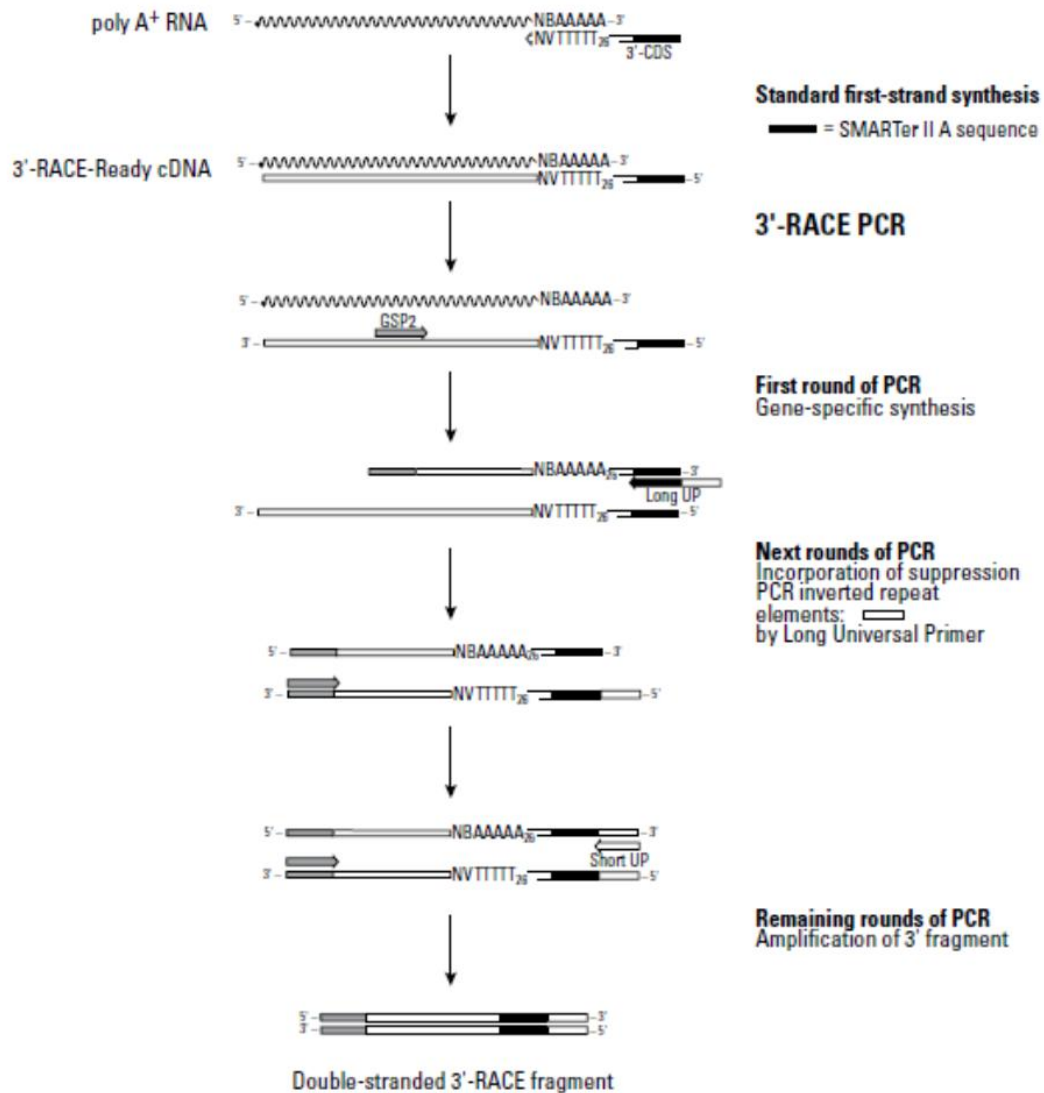 poly A+ RNA
5'
NBAAAAA-3'
NVTTTTT26
3'-CDS
Standard first-strand synthesis
= SMARTer II A sequence
3'-RACE-Ready cDNA
5'
NBAAAAA-3'
NVTTTTT26
-5'
3'-RACE PCR
5'
NBAAAAA-3'
GSP2
3'
NVTTTTT26
-5'
First round of PCR
Gene-specific synthesis
NBAAAAA26
-3'
Long UP
3'
NVTTTTT26
-5'
Next rounds of PCR
Incorporation of suppression
PCR inverted repeat
elements:
by Long Universal Primer
5'
NBAAAAA26
-3'
3'
NVTTTTT26
-5'
5'
NBAAAAA26
-3'
Short UP
3'
NVTTTTT26
-5'
Remaining rounds of PCR
Amplification of 3' fragment
5'
-3'
3'
-5'
Double-stranded 3'-RACE fragment